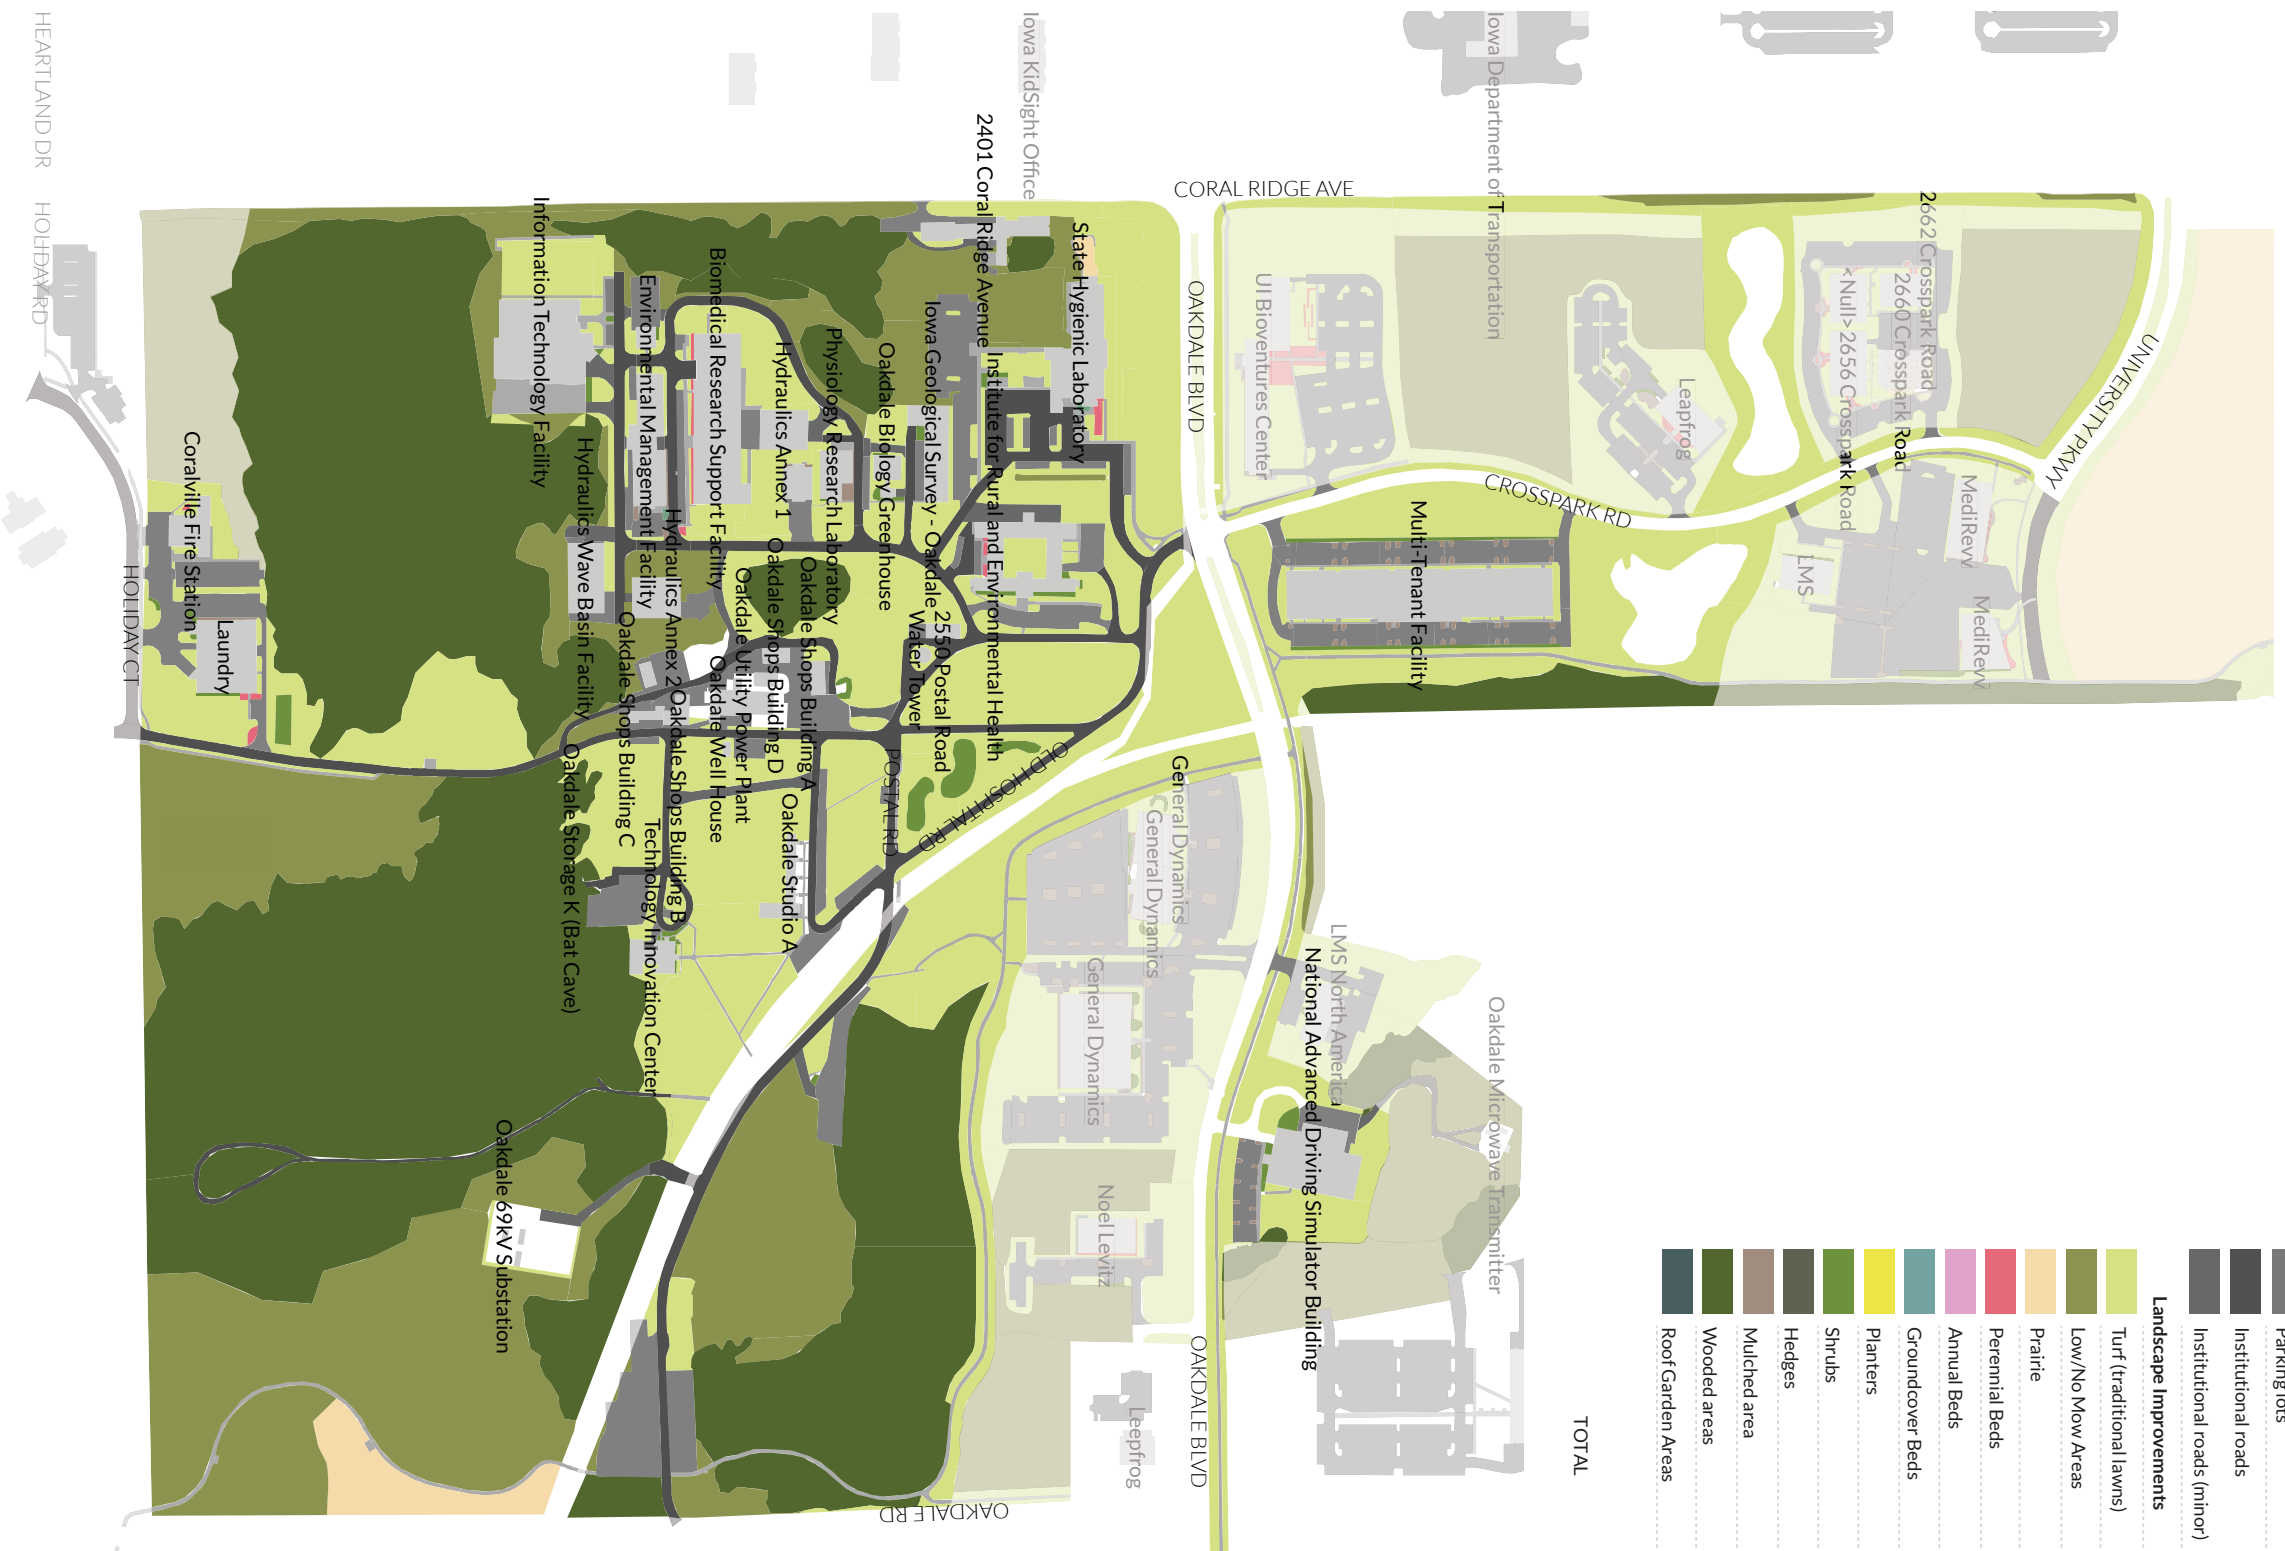 HEARTLAND DR
HOLIDAY RD
HOLIDAY CT
Coralville Fire Station
Laundry
Information Technology Facility
Hydraulics Wave Basin Facility
Oakdale Storage K (Bat Cave)
Oakdale 69kV Substation
Environmental Management Facility
Hydraulics Annex 2
Oakdale Shops Building C
Oakdale Shops Building B
Technology Innovation Center
Biomedical Research Support Facility
Oakdale Well House
Oakdale Utility Power Plant
Hydraulics Annex 1
Oakdale Shops Building D
Oakdale Studio A
Physiology Research Laboratory
Oakdale Shops Building A
Oakdale Biology Greenhouse
POSTAL RD
Iowa Geological Survey - Oakdale
Water Tower
2550 Postal Road
OLD HOSPITAL RD
2401 Coral Ridge Avenue
Institute for Rural and Environmental Health
Iowa KidSight Office
State Hygienic Laboratory
CORAL RIDGE AVE
OAKDALE BLVD
UI Bioventures Center
Iowa Department of Transportation
Multi-Tenant Facility
CROSSPARK RD
Leapfrog
2662 Crosspark Road
2660 Crosspark Road
<Null> 2656 Crosspark Road
UNIVERSITY PKWY
MediRevv
MediRevv
LMS
General Dynamics
General Dynamics
General Dynamics
Noel Levitz
Leepfrog
LMS North America
National Advanced Driving Simulator Building
Oakdale Microwave Transmitter
OAKDALE BLVD
OAKDALE RD
Parking lots
Institutional roads
Institutional roads (minor)
Landscape Improvements
Turf (traditional lawns)
Low/No Mow Areas
Prairie
Perennial Beds
Annual Beds
Groundcover Beds
Planters
Shrubs
Hedges
Mulched area
Wooded areas
Roof Garden Areas
TOTAL